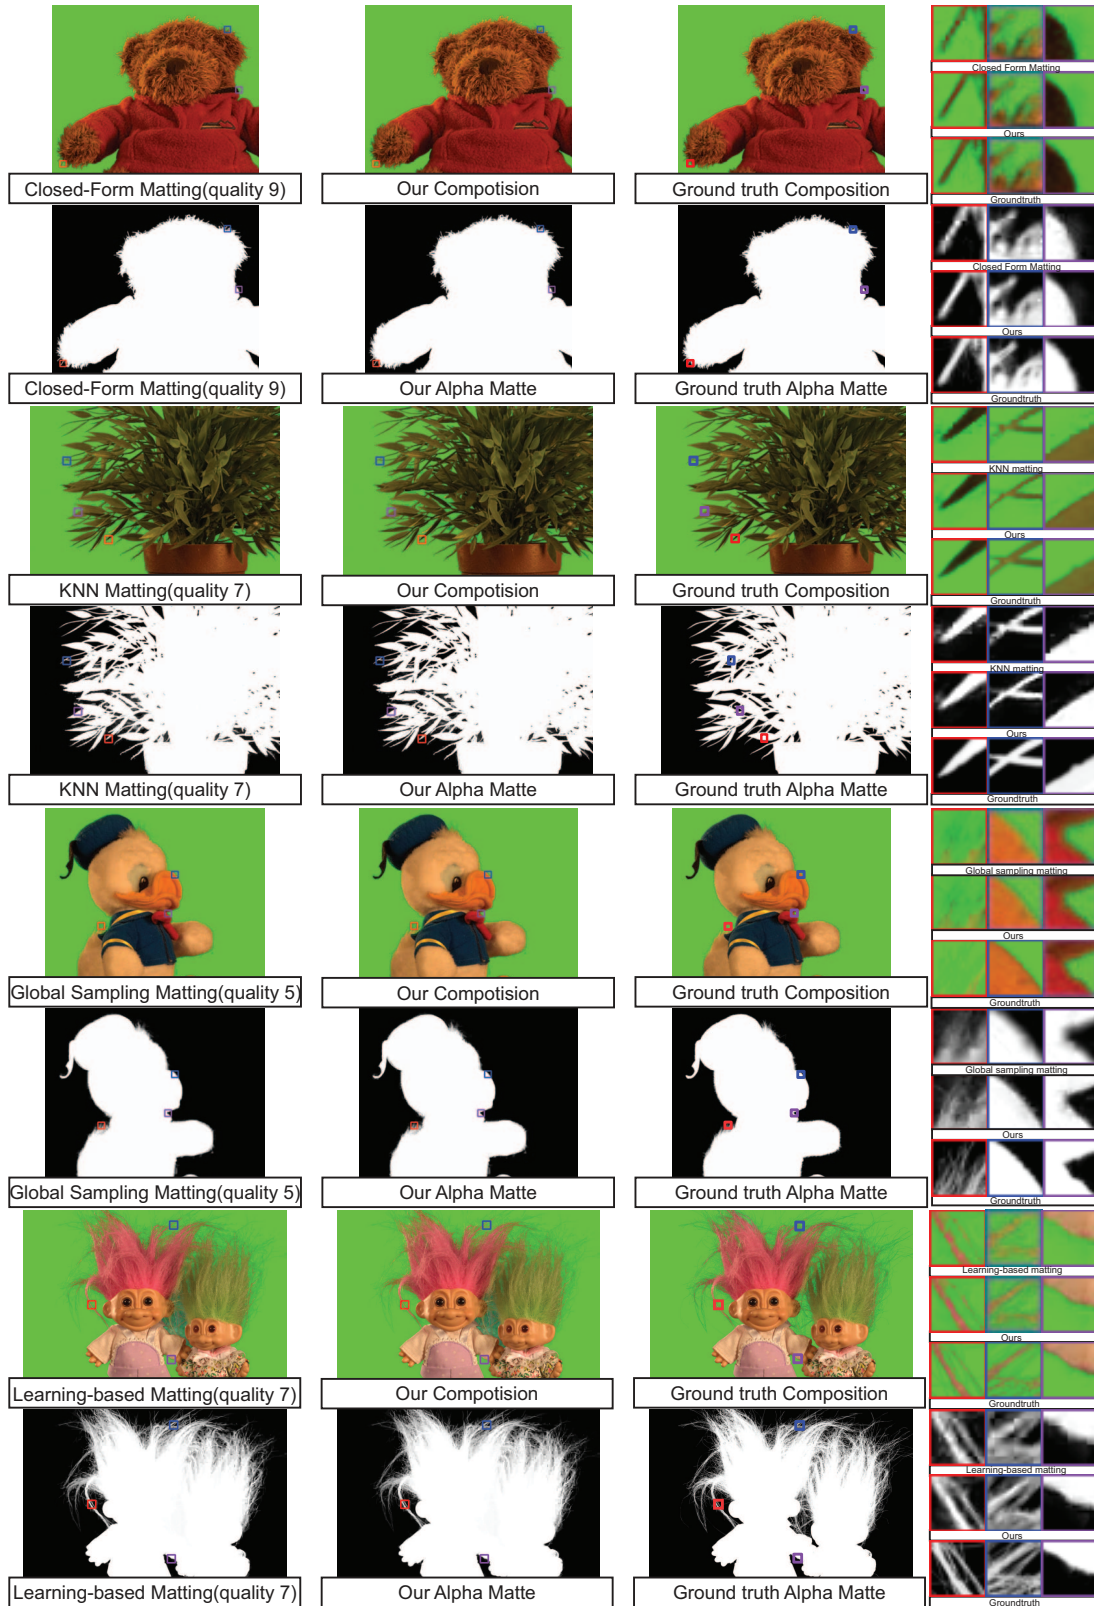 Closed Form Matting
Ours
Groundtruth
Closed-Form Matting(quality 9)
Our Compotision
Ground truth Composition
Closed Form Matting
Ours
Groundtruth
Closed-Form Matting(quality 9)
Our Alpha Matte
Ground truth Alpha Matte
KNN matting
Ours
Groundtruth
KNN Matting(quality 7)
Our Compotision
Ground truth Composition
KNN matting
Ours
Groundtruth
KNN Matting(quality 7)
Our Alpha Matte
Ground truth Alpha Matte
Global sampling matting
Ours
Groundtruth
Global Sampling Matting(quality 5)
Our Compotision
Ground truth Composition
Global sampling matting
Ours
Groundtruth
Global Sampling Matting(quality 5)
Our Alpha Matte
Ground truth Alpha Matte
Learning-based matting
Ours
Groundtruth
Learning-based Matting(quality 7)
Our Compotision
Ground truth Composition
Learning-based matting
Ours
Groundtruth
Learning-based Matting(quality 7)
Our Alpha Matte
Ground truth Alpha Matte